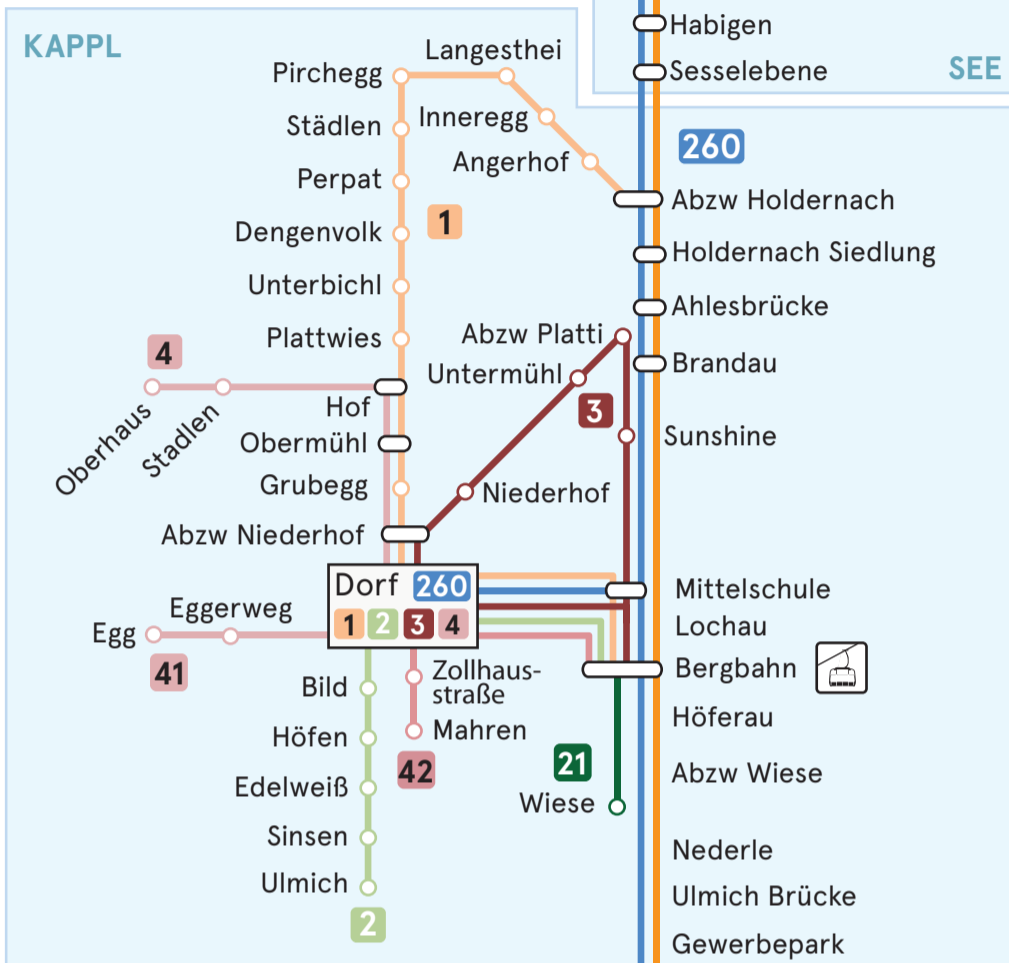 KAPPL
SEE
Habigen
Sesselebene
260
Langesthei
Pirchegg
Inneregg
Städlen
Angerhof
Perpat
Abzw Holdernach
1
Dengenvolk
Holdernach Siedlung
Unterbichl
Ahlesbrücke
Plattwies
Abzw Platti
4
Brandau
Untermühl
Hof
3
Oberhaus
Stadlen
Sunshine
Obermühl
Grubegg
Niederhof
Abzw Niederhof
Dorf 260
1 2 3 4
Mittelschule
Eggerweg
Lochau
Egg
41
Bergbahn
Zollhaus-
straße
Bild
Höferau
Mahren
Höfen
42
21
Abzw Wiese
Edelweiß
Wiese
Sinsen
Nederle
Ulmich
Ulmich Brücke
2
Gewerbepark